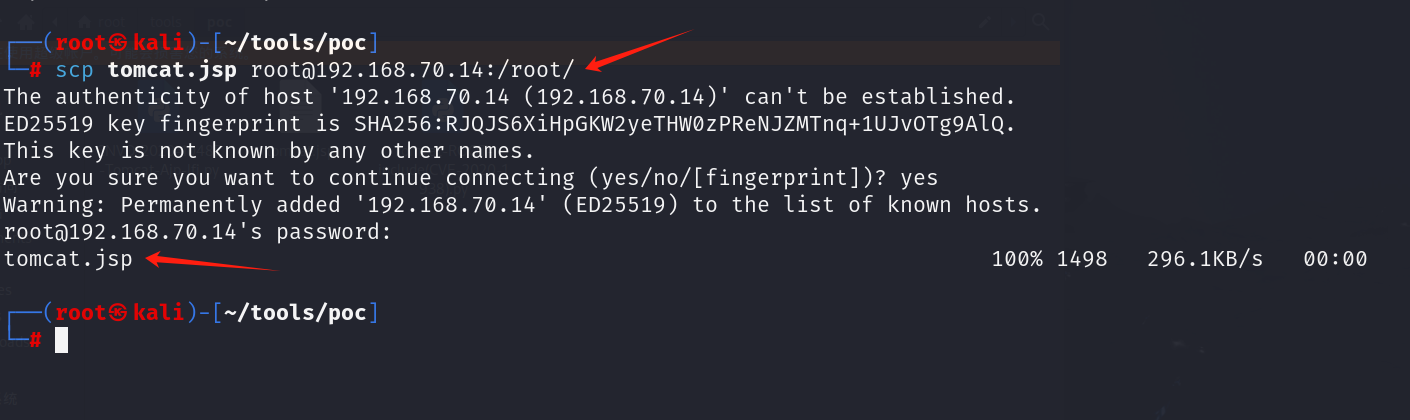 ┌──(root㉿kali)-[~/tools/poc]
└─# scp tomcat.jsp root@192.168.70.14:/root/
The authenticity of host '192.168.70.14 (192.168.70.14)' can't be established.
ED25519 key fingerprint is SHA256:RJQJS6XiHpGKW2yeTHW0zPReNJZMTnq+1UJvOTg9AlQ.
This key is not known by any other names.
Are you sure you want to continue connecting (yes/no/[fingerprint])? yes
Warning: Permanently added '192.168.70.14' (ED25519) to the list of known hosts.
root@192.168.70.14's password:
tomcat.jsp 100% 1498 296.1KB/s 00:00
┌──(root㉿kali)-[~/tools/poc]
└─#